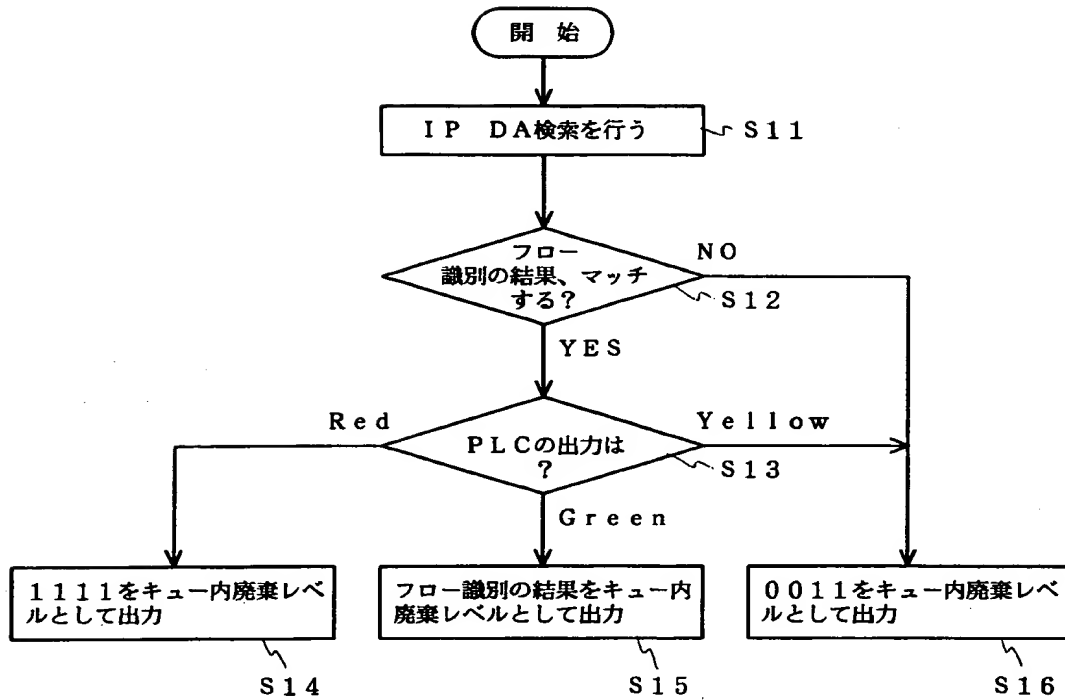 開 始
IP DA検索を行う
S11
フロー
識別の結果、マッチ
する?
NO
S12
YES
Red
Yellow
PLCの出力は
?
S13
Green
1111をキュー内廃棄レベ
ルとして出力
S14
フロー識別の結果をキュー内
廃棄レベルとして出力
S15
0011をキュー内廃棄レベ
ルとして出力
S16